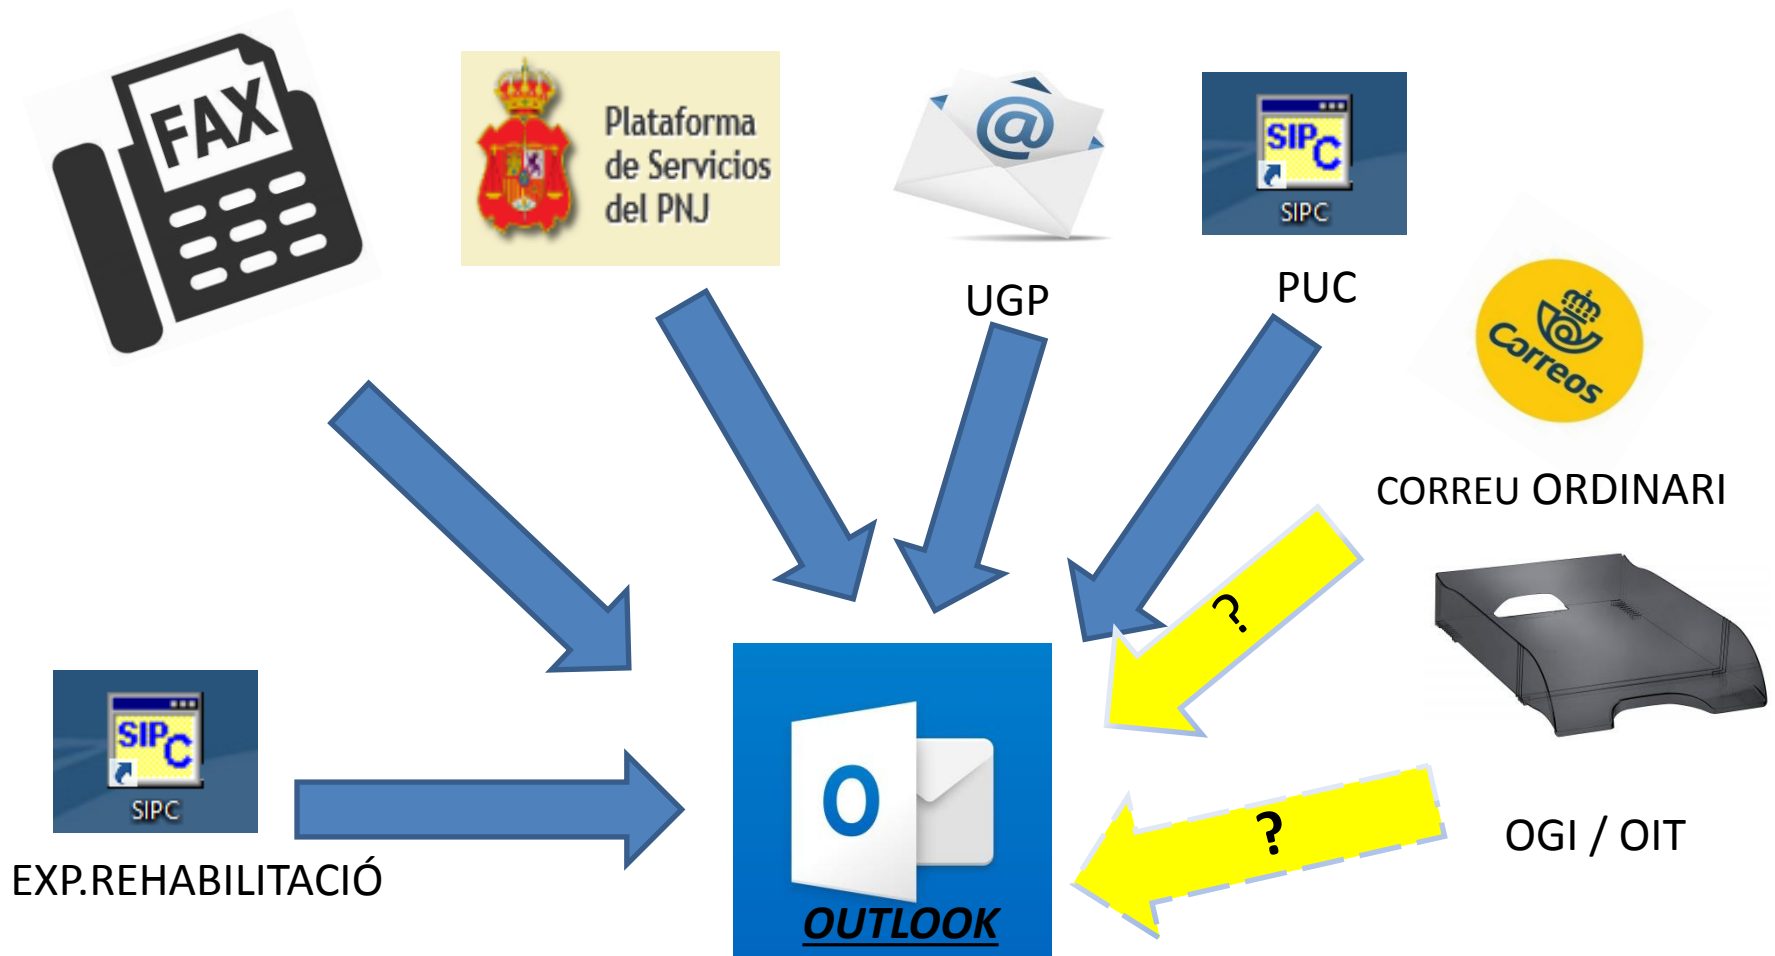 FAX
Plataforma
de Servicios
del PNJ
@
SIPC
SIPC
UGP
PUC
Correos
CORREU ORDINARI
?
SIPC
SIPC
EXP.REHABILITACIÓ
O
OUTLOOK
?
OGI / OIT